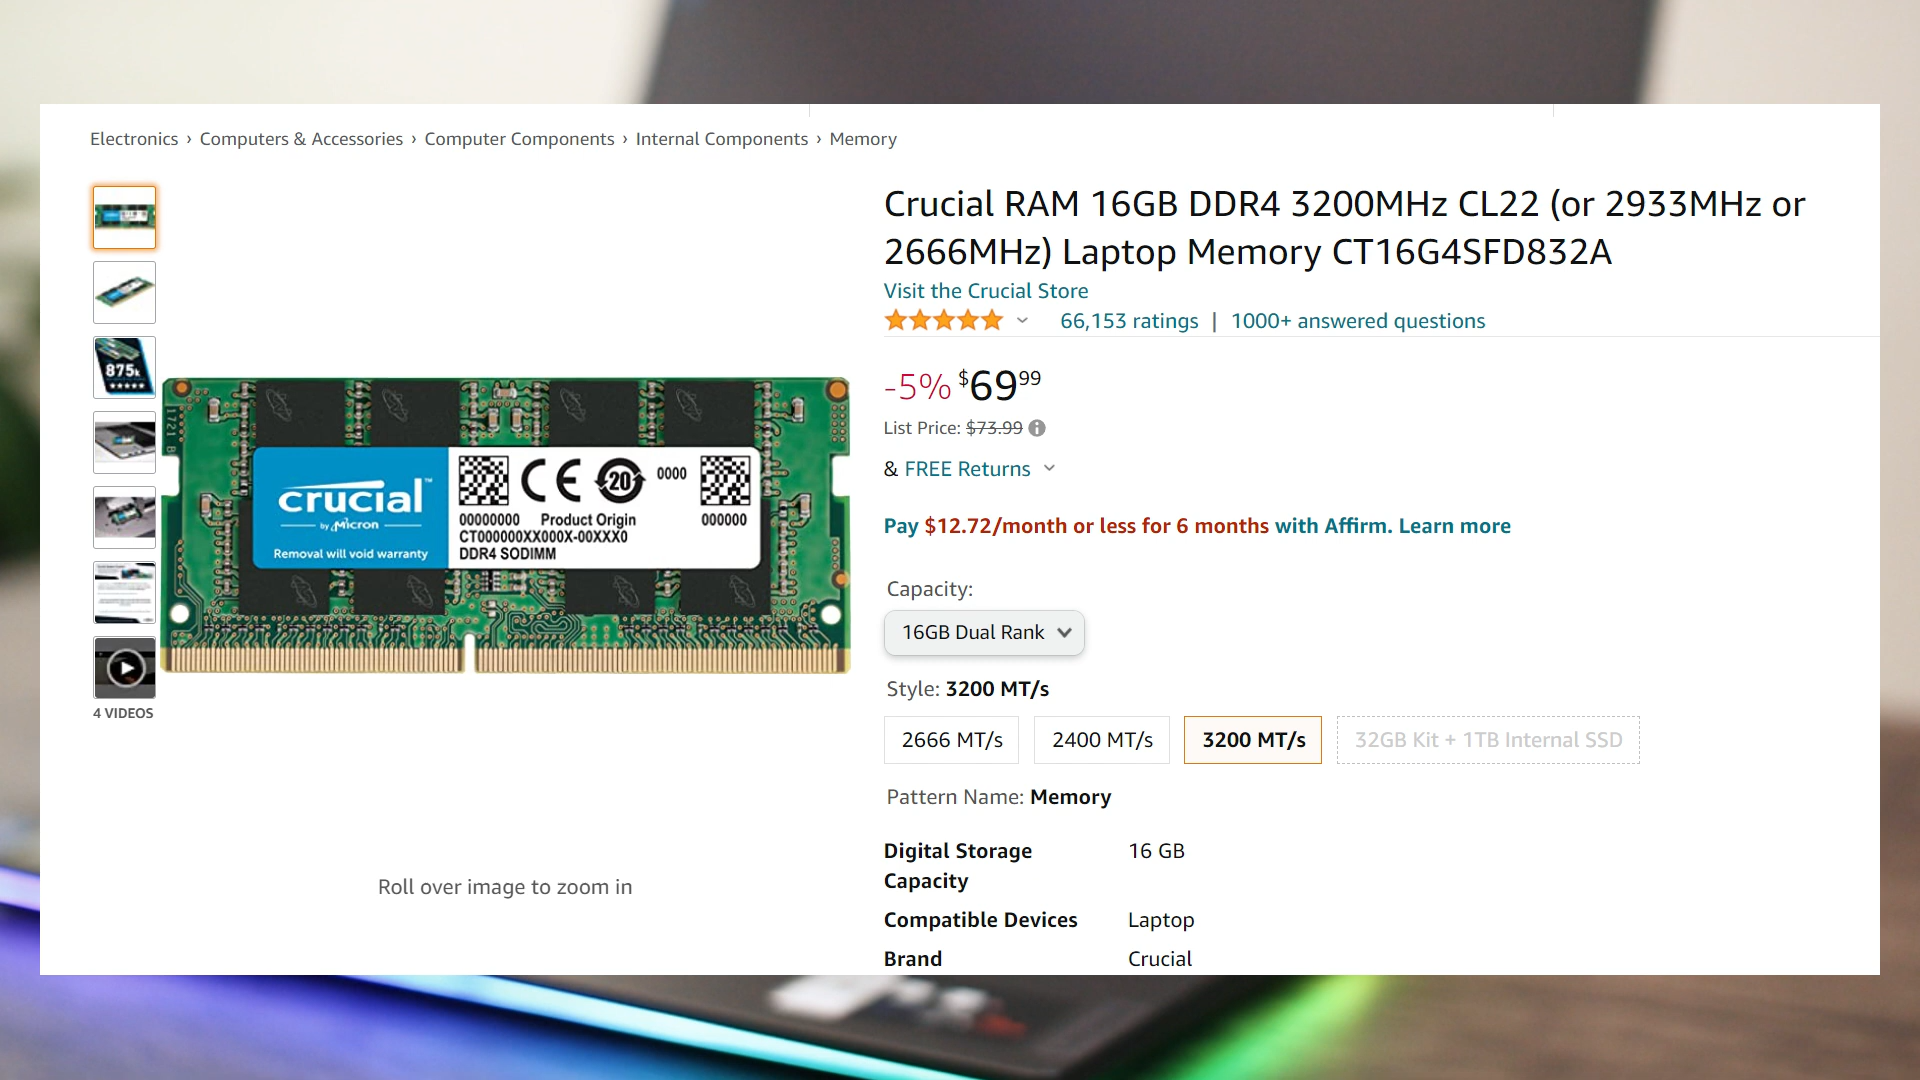 Electronics › Computers & Accessories › Computer Components › Internal Components › Memory
875k
4 VIDEOS
1721
crucial™
by Micron
Removal will void warranty
CE
20
0000
00000000 Product Origin
000000
CT000000XX000X-00XXX0
DDR4 SODIMM
Roll over image to zoom in
Crucial RAM 16GB DDR4 3200MHz CL22 (or 2933MHz or
2666MHz) Laptop Memory CT16G4SFD832A
Visit the Crucial Store
66,153 ratings | 1000+ answered questions
-5% $69 99
List Price: $73.99
& FREE Returns
Pay $12.72/month or less for 6 months with Affirm. Learn more
Capacity:
16GB Dual Rank
Style: 3200 MT/s
2666 MT/s 2400 MT/s 3200 MT/s 32GB Kit + 1TB Internal SSD
Pattern Name: Memory
Digital Storage 16 GB
Capacity
Compatible Devices Laptop
Brand Crucial